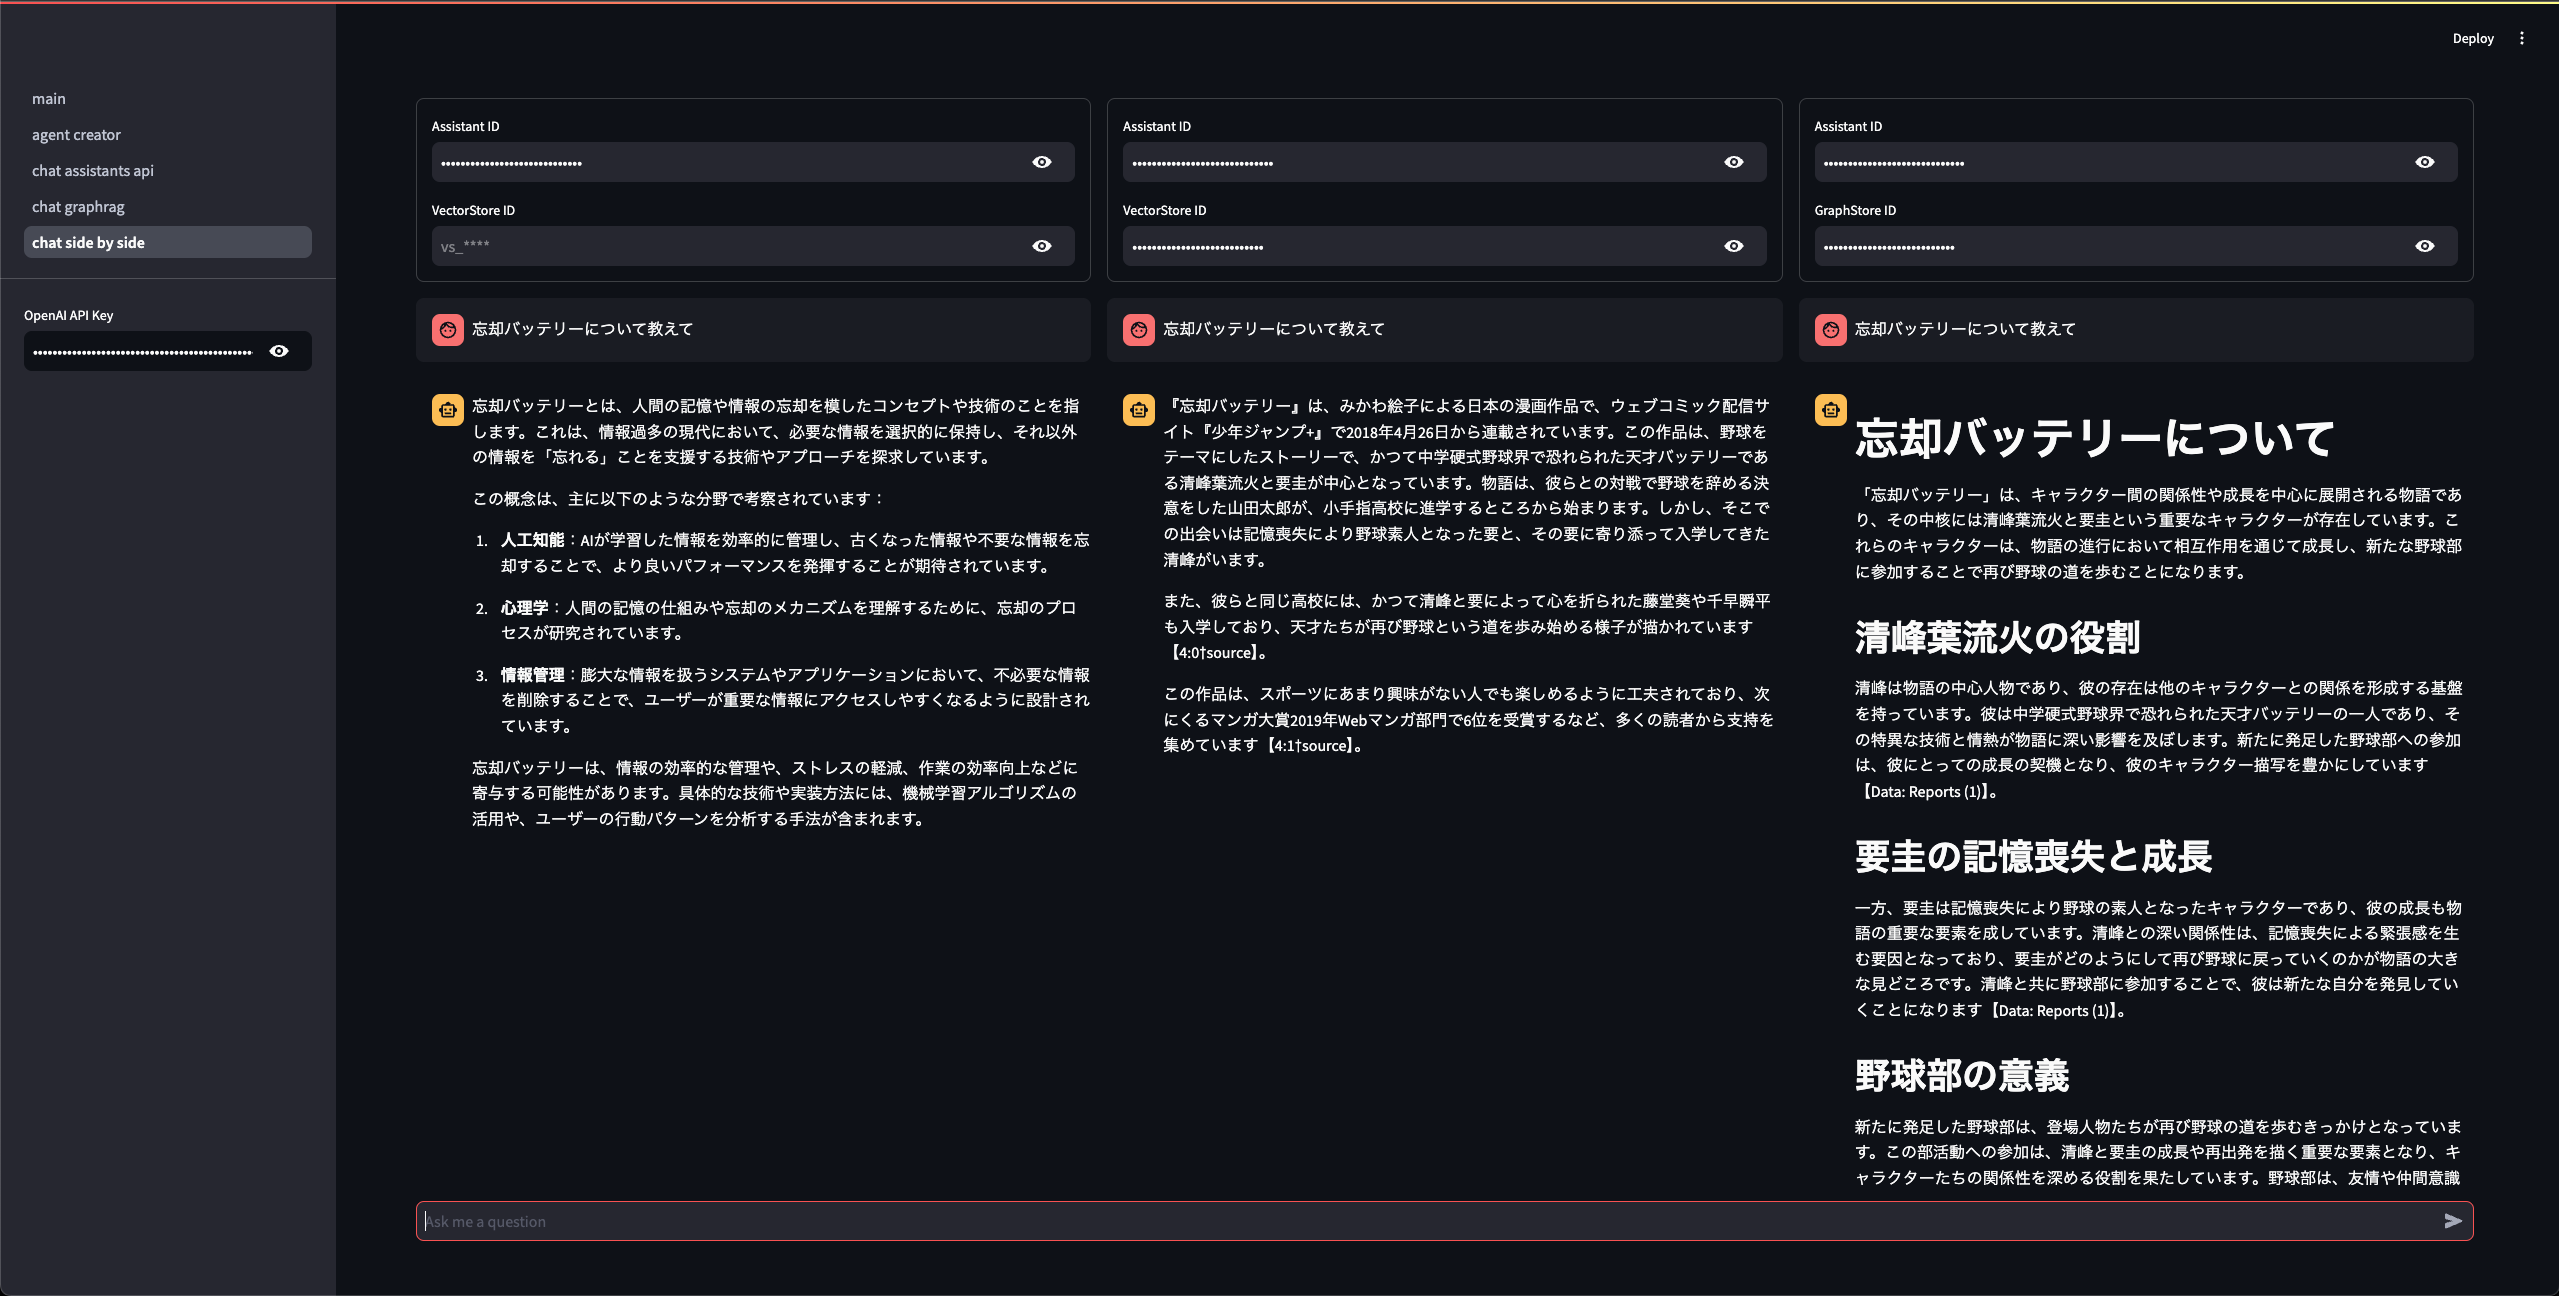 Deploy
main
agent creator
chat assistants api
chat graphrag
chat side by side
OpenAI API Key
Assistant ID
VectorStore ID
vs_****
忘却バッテリーについて教えて
忘却バッテリーとは、人間の記憶や情報の忘却を模したコンセプトや技術のことを指
します。これは、情報過多の現代において、必要な情報を選択的に保持し、それ以外
の情報を「忘れる」ことを支援する技術やアプローチを探求しています。
この概念は、主に以下のような分野で考察されています：
1. 人工知能：AIが学習した情報を効率的に管理し、古くなった情報や不要な情報を忘
却することで、より良いパフォーマンスを発揮することが期待されています。
2. 心理学：人間の記憶の仕組みや忘却のメカニズムを理解するために、忘却のプロ
セスが研究されています。
3. 情報管理：膨大な情報を扱うシステムやアプリケーションにおいて、不必要な情報
を削除することで、ユーザーが重要な情報にアクセスしやすくなるように設計され
ています。
忘却バッテリーは、情報の効率的な管理や、ストレスの軽減、作業の効率向上などに
寄与する可能性があります。具体的な技術や実装方法には、機械学習アルゴリズムの
活用や、ユーザーの行動パターンを分析する手法が含まれます。
Assistant ID
VectorStore ID
忘却バッテリーについて教えて
『忘却バッテリー』は、みかわ絵子による日本の漫画作品で、ウェブコミック配信サ
イト『少年ジャンプ+』で2018年4月26日から連載されています。この作品は、野球を
テーマにしたストーリーで、かつて中学硬式野球界で恐れられた天才バッテリーであ
る清峰葉流火と要圭が中心となっています。物語は、彼らとの対戦で野球を辞める決
意をした山田太郎が、小手指高校に進学するところから始まります。しかし、そこで
の出会いは記憶喪失により野球素人となった要と、その要に寄り添って入学してきた
清峰がいます。
また、彼らと同じ高校には、かつて清峰と要によって心を折られた藤堂葵や千早瞬平
も入学しており、天才たちが再び野球という道を歩み始める様子が描かれています
【4:0†source】。
この作品は、スポーツにあまり興味がない人でも楽しめるように工夫されており、次
にくるマンガ大賞2019年Webマンガ部門で6位を受賞するなど、多くの読者から支持を
集めています【4:1†source】。
Assistant ID
GraphStore ID
忘却バッテリーについて教えて
忘却バッテリーについて
「忘却バッテリー」は、キャラクター間の関係性や成長を中心に展開される物語であ
り、その中核には清峰葉流火と要圭という重要なキャラクターが存在しています。こ
れらのキャラクターは、物語の進行において相互作用を通じて成長し、新たな野球部
に参加することで再び野球の道を歩むことになります。
清峰葉流火の役割
清峰は物語の中心人物であり、彼の存在は他のキャラクターとの関係を形成する基盤
を持っています。彼は中学硬式野球界で恐れられた天才バッテリーの一人であり、そ
の特異な技術と情熱が物語に深い影響を及ぼします。新たに発足した野球部への参加
は、彼にとっての成長の契機となり、彼のキャラクター描写を豊かにしています
【Data: Reports (1)】。
要圭の記憶喪失と成長
一方、要圭は記憶喪失により野球の素人となったキャラクターであり、彼の成長も物
語の重要な要素を成しています。清峰との深い関係性は、記憶喪失による緊張感を生
む要因となっており、要圭がどのようにして再び野球に戻っていくのかが物語の大き
な見どころです。清峰と共に野球部に参加することで、彼は新たな自分を発見してい
くことになります【Data: Reports (1)】。
野球部の意義
新たに発足した野球部は、登場人物たちが再び野球の道を歩むきっかけとなっていま
す。この部活動への参加は、清峰と要圭の成長や再出発を描く重要な要素となり、キ
ャラクターたちの関係性を深める役割を果たしています。野球部は、友情や仲間意識
Ask me a question